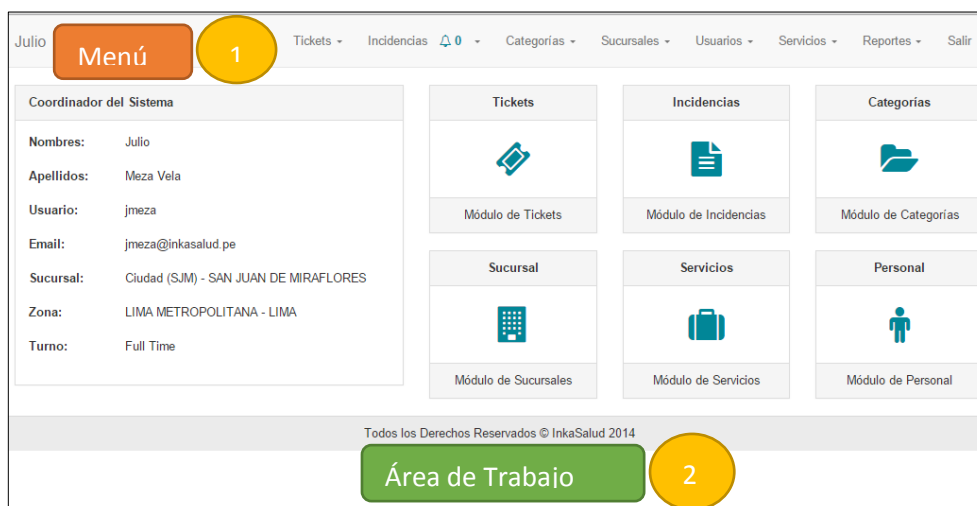 Julio Menú 1 Tickets Incidencias 0 Categorías Sucursales Usuarios Servicios Reportes Salir
Coordinador del Sistema
Nombres: Julio
Apellidos: Meza Vela
Usuario: jmeza
Email: jmeza@inkasalud.pe
Sucursal: Ciudad (SJM) - SAN JUAN DE MIRAFLORES
Zona: LIMA METROPOLITANA - LIMA
Turno: Full Time
Tickets
Módulo de Tickets
Incidencias
Módulo de Incidencias
Categorías
Módulo de Categorías
Sucursal
Módulo de Sucursales
Servicios
Módulo de Servicios
Personal
Módulo de Personal
Todos los Derechos Reservados © InkaSalud 2014
Área de Trabajo 2